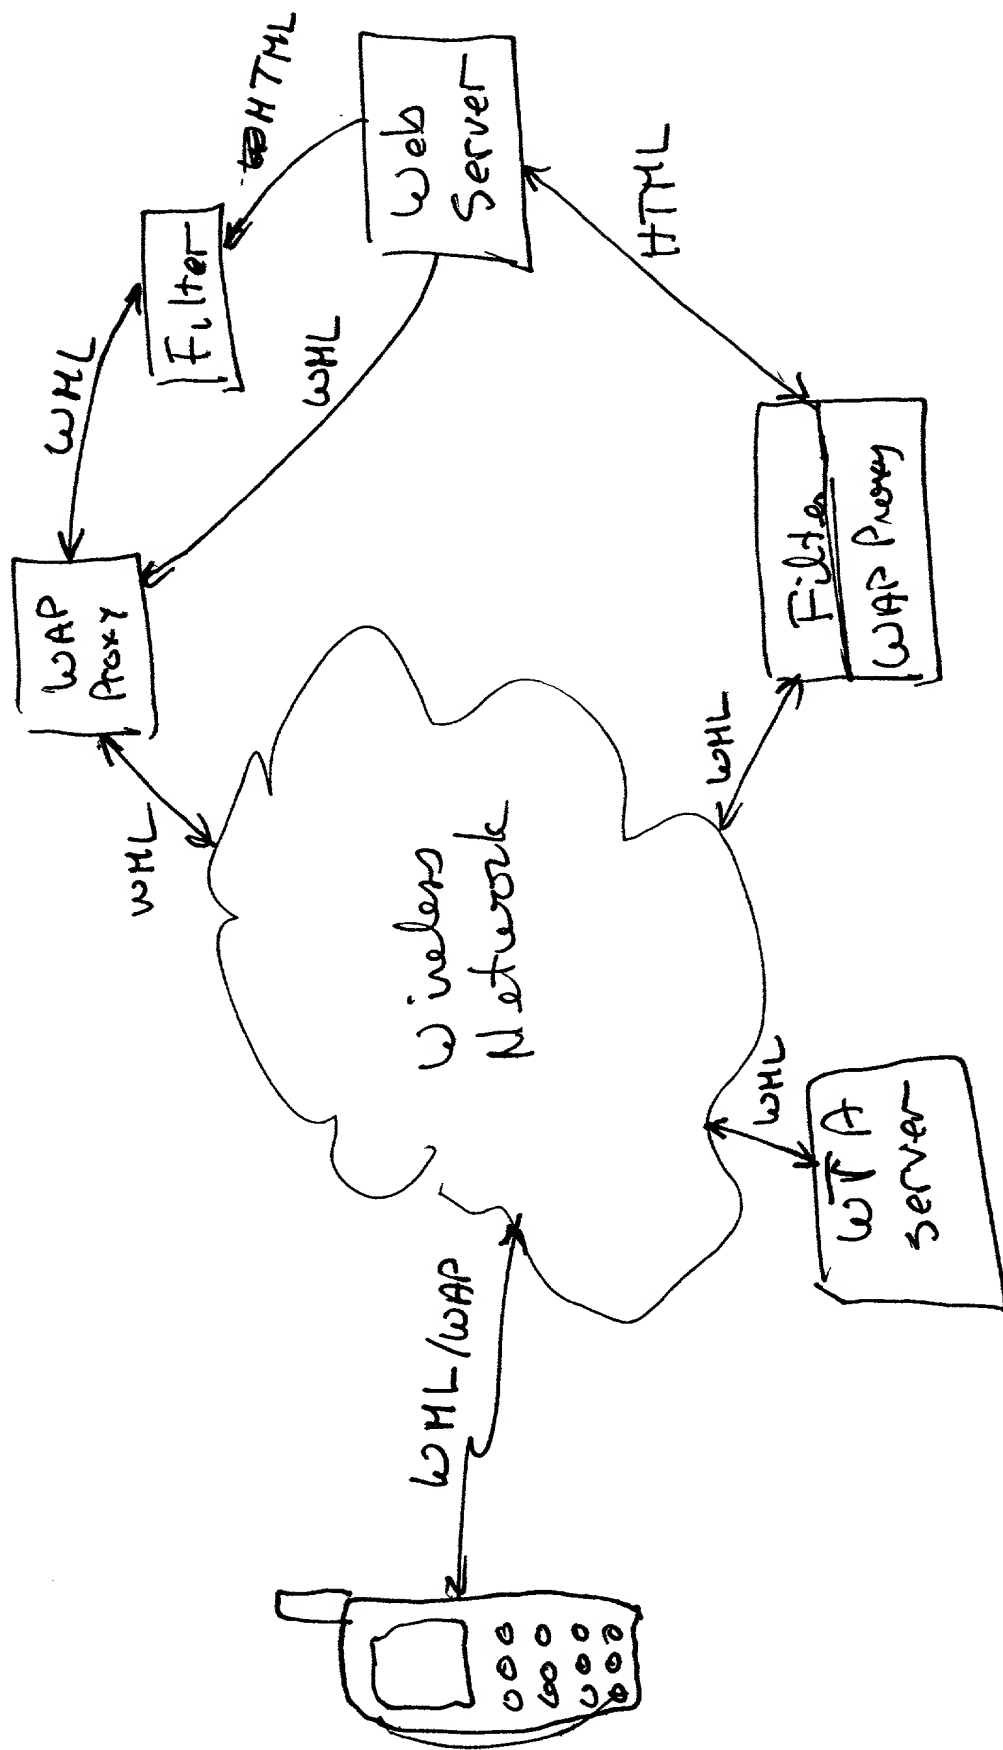 WML
WAP
Proxy
WML
Filter
HTML
WML
Web
Server
HTML
WML/WAP
Wireless
Network
WML
Filter
WAP Proxy
WML
WTA
Server